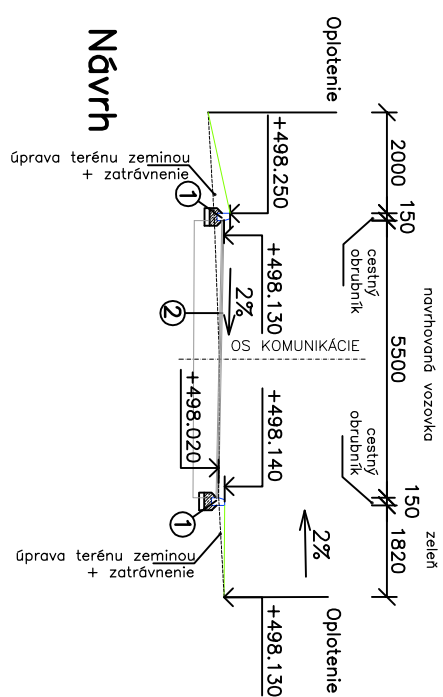 Návrh
Oplotenie
2000
150
5500
150
1820
cestný
obrubník
navrhovaná vozovka
cestný
obrubník
zeleň
+498.250
+498.130
2%
OS KOMUNIKÁCIE
+498.020
+498.140
2%
Oplotenie
+498.130
úprava terénu zeminou
+ zatrávnenie
1
2
1
úprava terénu zeminou
+ zatrávnenie